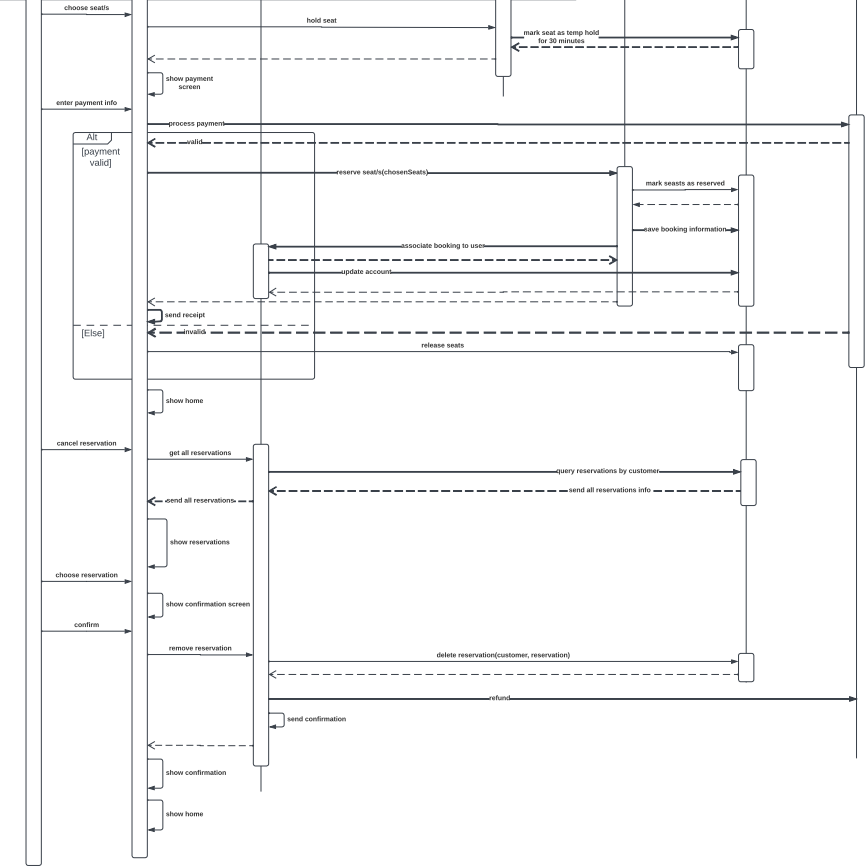 choose seat/s
hold seat
mark seat as temp hold
for 30 minutes
show payment
screen
enter payment info
process payment
Alt
valid
[payment
valid]
reserve seat/s(chosenSeats)
mark seasts as reserved
save booking information
associate booking to user
update account
send receipt
[Else]
invalid
release seats
show home
cancel reservation
get all reservations
query reservations by customer
send all reservations info
send all reservations
show reservations
choose reservation
show confirmation screen
confirm
remove reservation
delete reservation(customer, reservation)
refund
send confirmation
show confirmation
show home